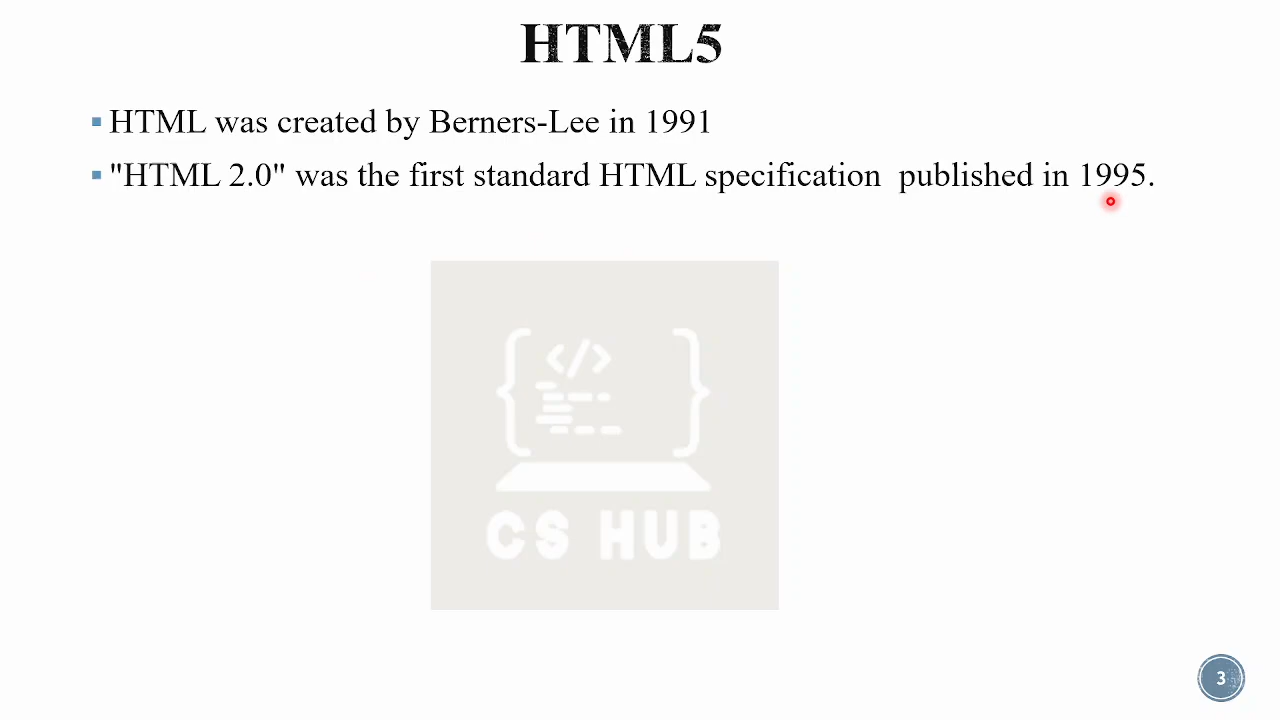 HTML5
HTML was created by Berners-Lee in 1991
"HTML 2.0" was the first standard HTML specification  published in 1995.
</>
CS HUB
3